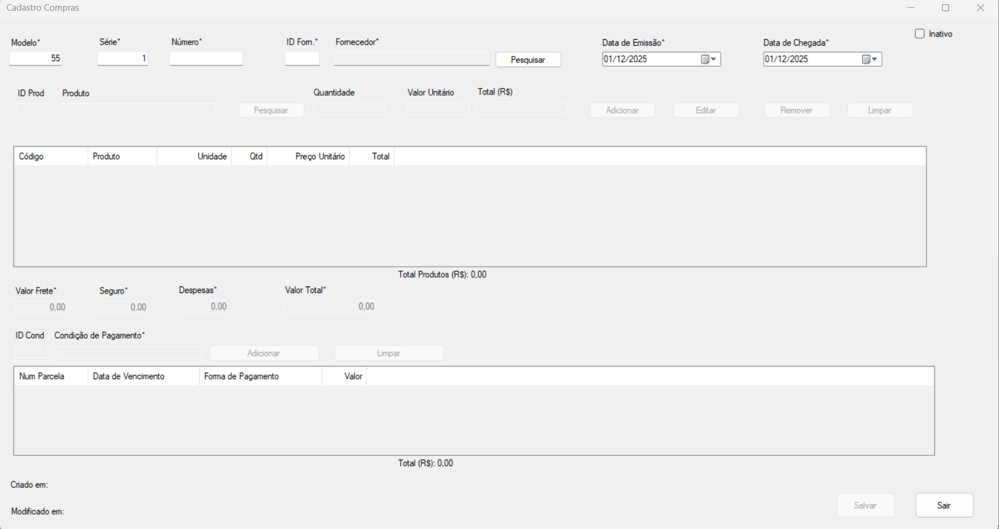 Cadastro Compras
Inativo
Modelo* Série* Número* ID Forn.* Fornecedor* Data de Emissão* Data de Chegada*
55 1 Pesquisar 01/12/2025 01/12/2025
ID Prod Produto Quantidade Valor Unitário Total (R$)
Pesquisar Adicionar Editar Remover Limpar
Código Produto Unidade Qtd Preço Unitário Total
Total Produtos (R$): 0,00
Valor Frete* Seguro* Despesas* Valor Total*
0,00 0,00 0,00 0,00
ID Cond Condição de Pagamento*
Adicionar Limpar
Num Parcela Data de Vencimento Forma de Pagamento Valor
Total (R$): 0,00
Criado em:
Modificado em:
Salvar Sair